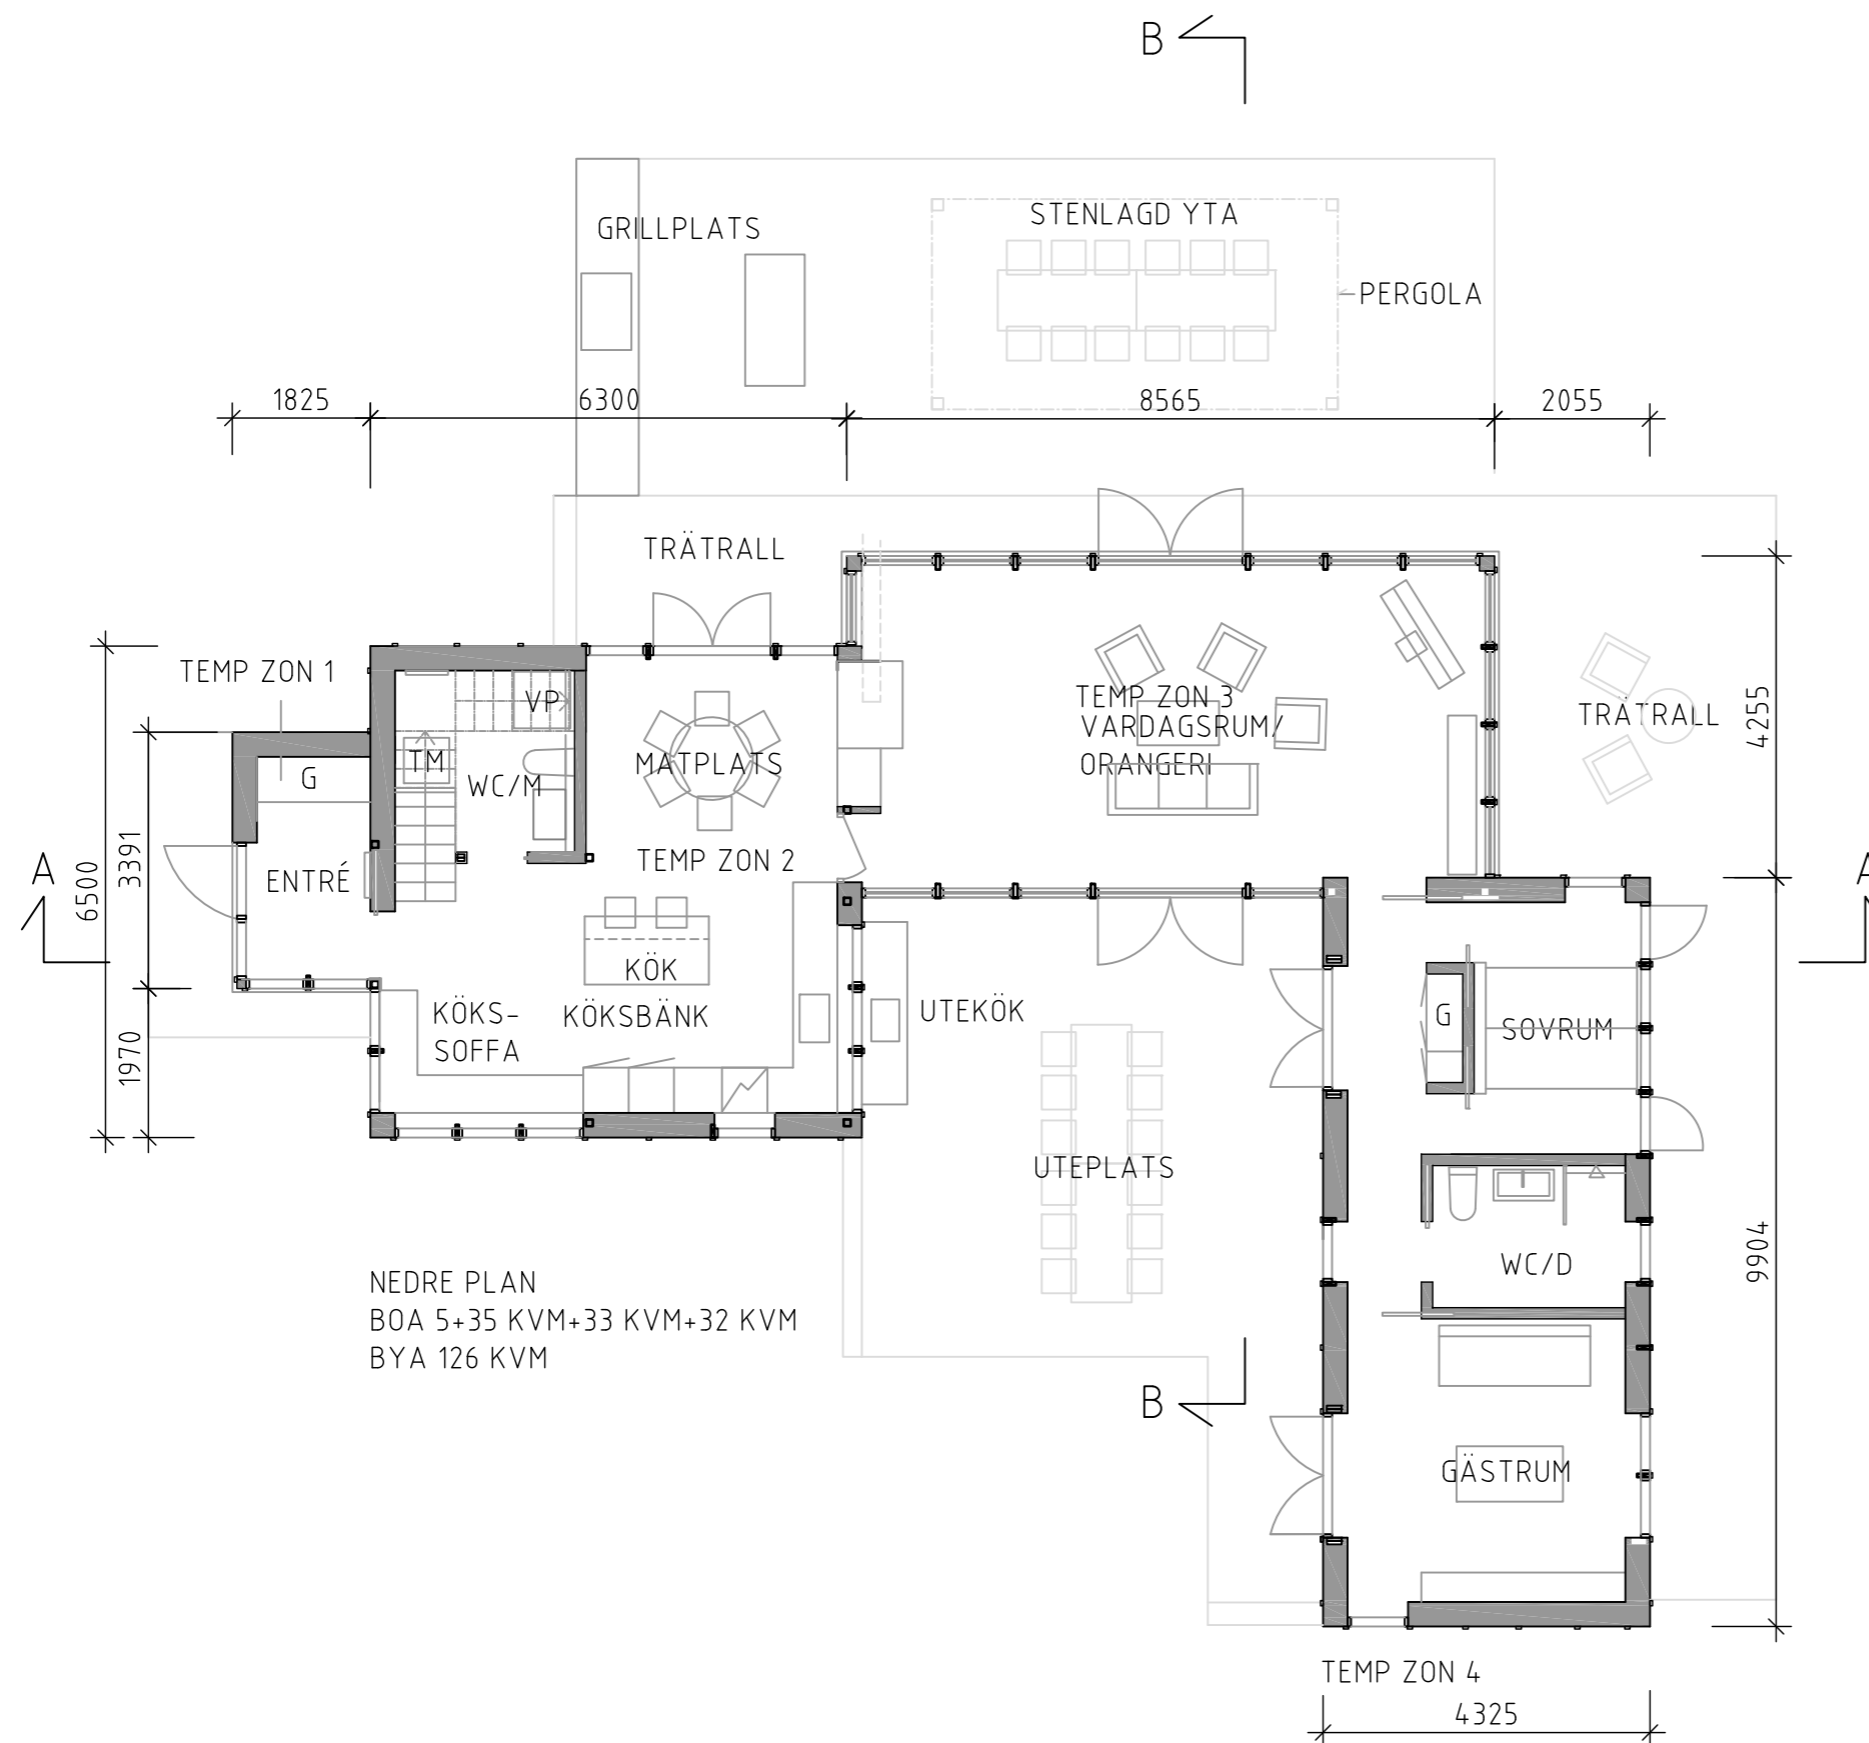 B
GRILLPLATS
STENLAGD YTA
PERGOLA
1825
6300
8565
2055
TRÄTRALL
TEMP ZON 1
VP
TEMP ZON 3
VARDAGSRUM/
ORANGERI
TRÄTRALL
4255
G
TM
WC/M
MATPLATS
3391
6500
A
ENTRÉ
TEMP ZON 2
A
KÖK
KÖKSBÄNK
KÖKS-
SOFFA
UTEKÖK
G
SOVRUM
1970
UTEPLATS
WC/D
9904
NEDRE PLAN
BOA 5+35 KVM+33 KVM+32 KVM
BYA 126 KVM
B
GÄSTRUM
TEMP ZON 4
4325